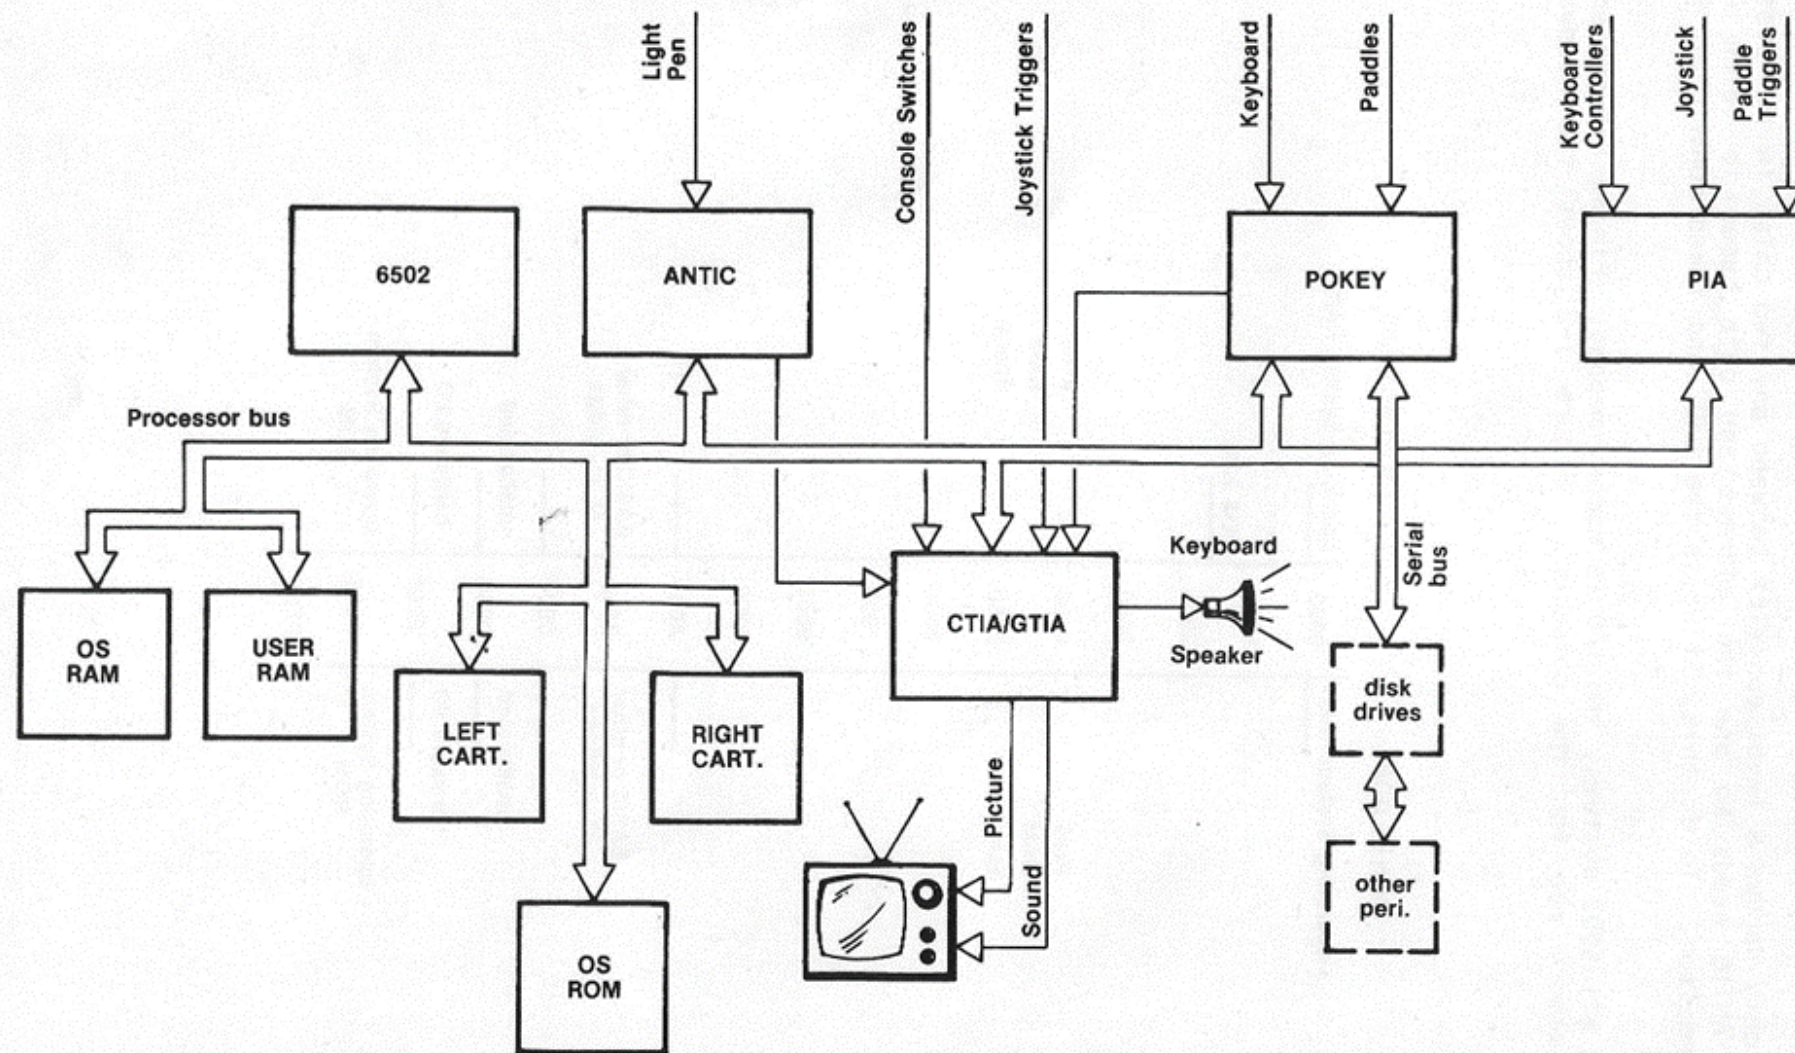 Light
Pen
Console Switches
Joystick Triggers
Keyboard
Paddles
Keyboard
Controllers
Joystick
Paddle
Triggers
6502
ANTIC
POKEY
PIA
Processor bus
OS
RAM
USER
RAM
LEFT
CART.
RIGHT
CART.
OS
ROM
CTIA/GTIA
Keyboard
Speaker
Serial
bus
disk
drives
other
peri.
Picture
Sound